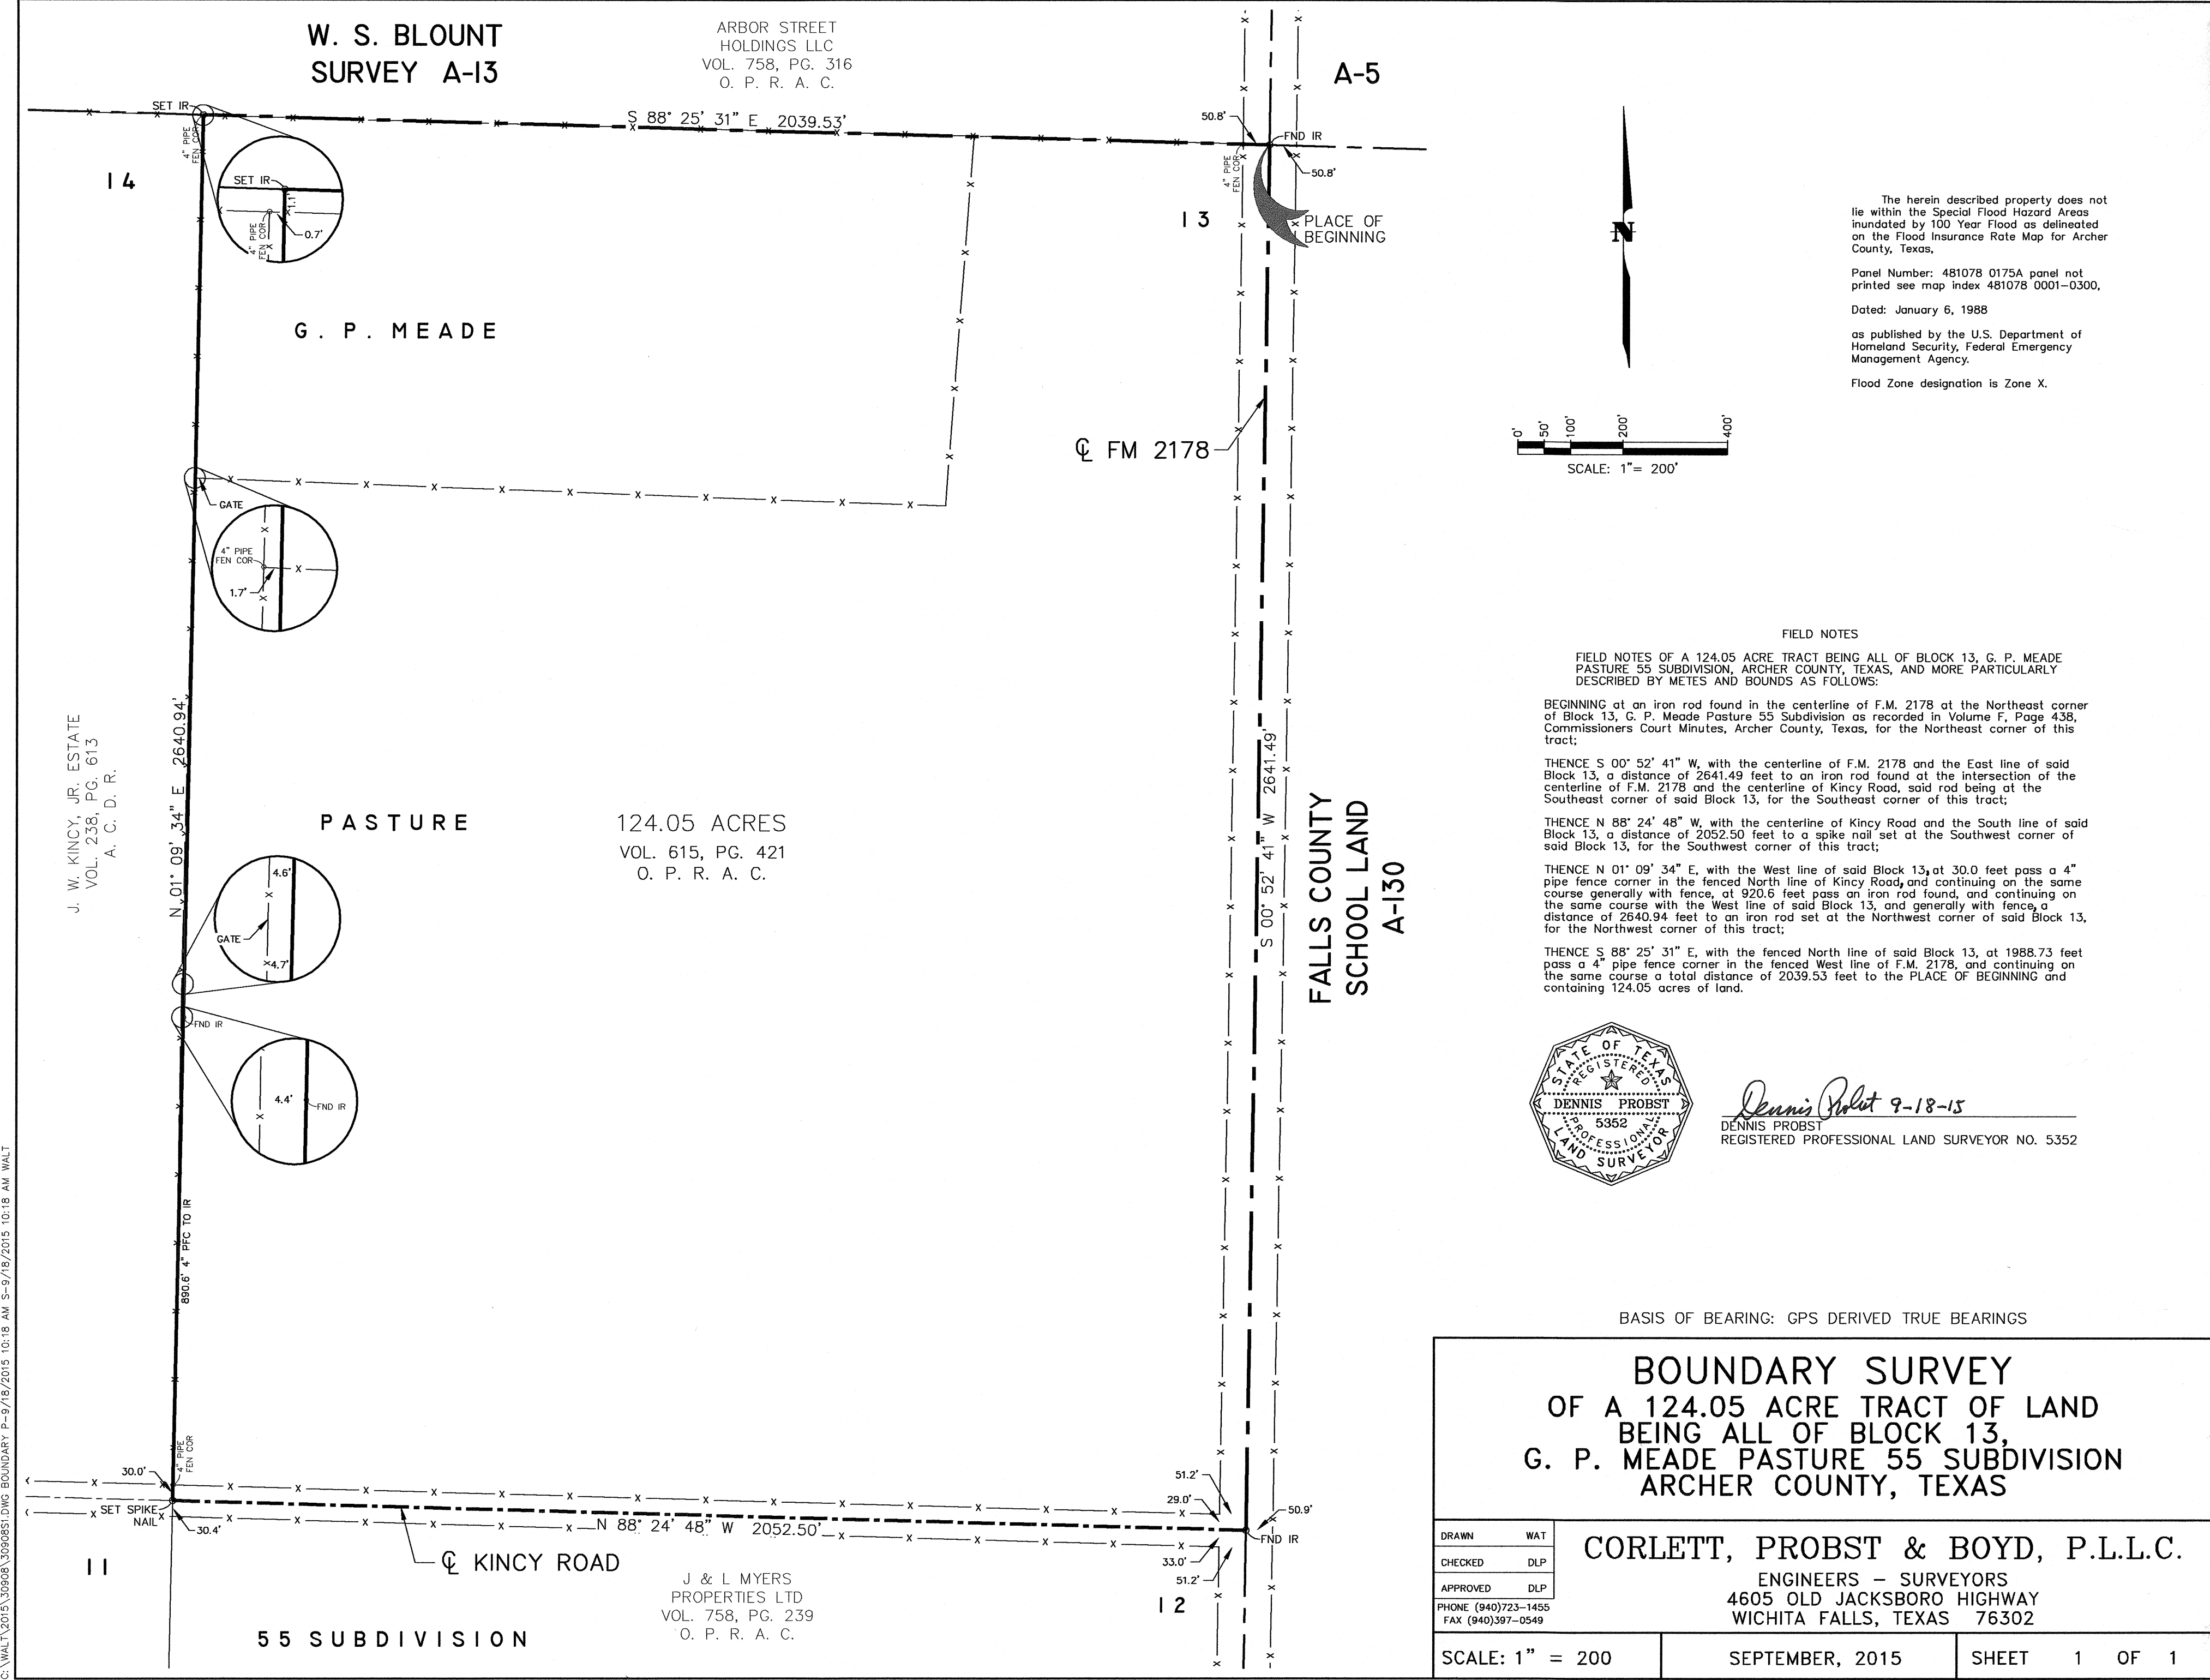 W. S. BLOUNT
SURVEY A-13
ARBOR STREET
HOLDINGS LLC
VOL. 758, PG. 316
O. P. R. A. C.
A-5
SET IR
4" PIPE
FEN COR
S 88° 25' 31" E 2039.53'
50.8'
FND IR
50.8'
4" PIPE
FEN COR
14
SET IR
1.1'
4" PIPE
FEN COR
0.7'
13
PLACE OF
BEGINNING
G. P. MEADE
₵ FM 2178
GATE
4" PIPE
FEN COR
1.7'
N 01° 09' 34" E 2640.94'
J. W. KINCY, JR. ESTATE
VOL. 238, PG. 613
A. C. D. R.
PASTURE
124.05 ACRES
VOL. 615, PG. 421
O. P. R. A. C.
S 00° 52' 41" W 2641.49'
FALLS COUNTY
SCHOOL LAND
A-130
4.6'
GATE
4.7'
FND IR
4.4'
FND IR
890.6' 4" PFC TO IR
4" PIPE
FEN COR
30.0'
SET SPIKE
NAIL
30.4'
N 88° 24' 48" W 2052.50'
51.2'
29.0'
50.9'
FND IR
33.0'
51.2'
11
₵ KINCY ROAD
J & L MYERS
PROPERTIES LTD
VOL. 758, PG. 239
O. P. R. A. C.
12
55 SUBDIVISION
C:\WALT\2015\30908\30908S1.DWG BOUNDARY P-9/18/2015 10:18 AM S-9/18/2015 10:18 AM WALT
N
The herein described property does not
lie within the Special Flood Hazard Areas
inundated by 100 Year Flood as delineated
on the Flood Insurance Rate Map for Archer
County, Texas,
Panel Number: 481078 0175A panel not
printed see map index 481078 0001-0300,
Dated: January 6, 1988
as published by the U.S. Department of
Homeland Security, Federal Emergency
Management Agency.
Flood Zone designation is Zone X.
0' 50' 100' 200' 400'
SCALE: 1"= 200'
FIELD NOTES
FIELD NOTES OF A 124.05 ACRE TRACT BEING ALL OF BLOCK 13, G. P. MEADE
PASTURE 55 SUBDIVISION, ARCHER COUNTY, TEXAS, AND MORE PARTICULARLY
DESCRIBED BY METES AND BOUNDS AS FOLLOWS:
BEGINNING at an iron rod found in the centerline of F.M. 2178 at the Northeast corner
of Block 13, G. P. Meade Pasture 55 Subdivision as recorded in Volume F, Page 438,
Commissioners Court Minutes, Archer County, Texas, for the Northeast corner of this
tract;
THENCE S 00° 52' 41" W, with the centerline of F.M. 2178 and the East line of said
Block 13, a distance of 2641.49 feet to an iron rod found at the intersection of the
centerline of F.M. 2178 and the centerline of Kincy Road, said rod being at the
Southeast corner of said Block 13, for the Southeast corner of this tract;
THENCE N 88° 24' 48" W, with the centerline of Kincy Road and the South line of said
Block 13, a distance of 2052.50 feet to a spike nail set at the Southwest corner of
said Block 13, for the Southwest corner of this tract;
THENCE N 01° 09' 34" E, with the West line of said Block 13, at 30.0 feet pass a 4"
pipe fence corner in the fenced North line of Kincy Road, and continuing on the same
course generally with fence, at 920.6 feet pass an iron rod found, and continuing on
the same course with the West line of said Block 13, and generally with fence, a
distance of 2640.94 feet to an iron rod set at the Northwest corner of said Block 13,
for the Northwest corner of this tract;
THENCE S 88° 25' 31" E, with the fenced North line of said Block 13, at 1988.73 feet
pass a 4" pipe fence corner in the fenced West line of F.M. 2178, and continuing on
the same course a total distance of 2039.53 feet to the PLACE OF BEGINNING and
containing 124.05 acres of land.
STATE OF TEXAS
REGISTERED
DENNIS PROBST
5352
PROFESSIONAL
LAND SURVEYOR
Dennis Probst 9-18-15
DENNIS PROBST
REGISTERED PROFESSIONAL LAND SURVEYOR NO. 5352
BASIS OF BEARING: GPS DERIVED TRUE BEARINGS
BOUNDARY SURVEY
OF A 124.05 ACRE TRACT OF LAND
BEING ALL OF BLOCK 13,
G. P. MEADE PASTURE 55 SUBDIVISION
ARCHER COUNTY, TEXAS
DRAWN WAT
CHECKED DLP
APPROVED DLP
PHONE (940)723-1455
FAX (940)397-0549
CORLETT, PROBST & BOYD, P.L.L.C.
ENGINEERS - SURVEYORS
4605 OLD JACKSBORO HIGHWAY
WICHITA FALLS, TEXAS 76302
SCALE: 1" = 200
SEPTEMBER, 2015
SHEET 1 OF 1